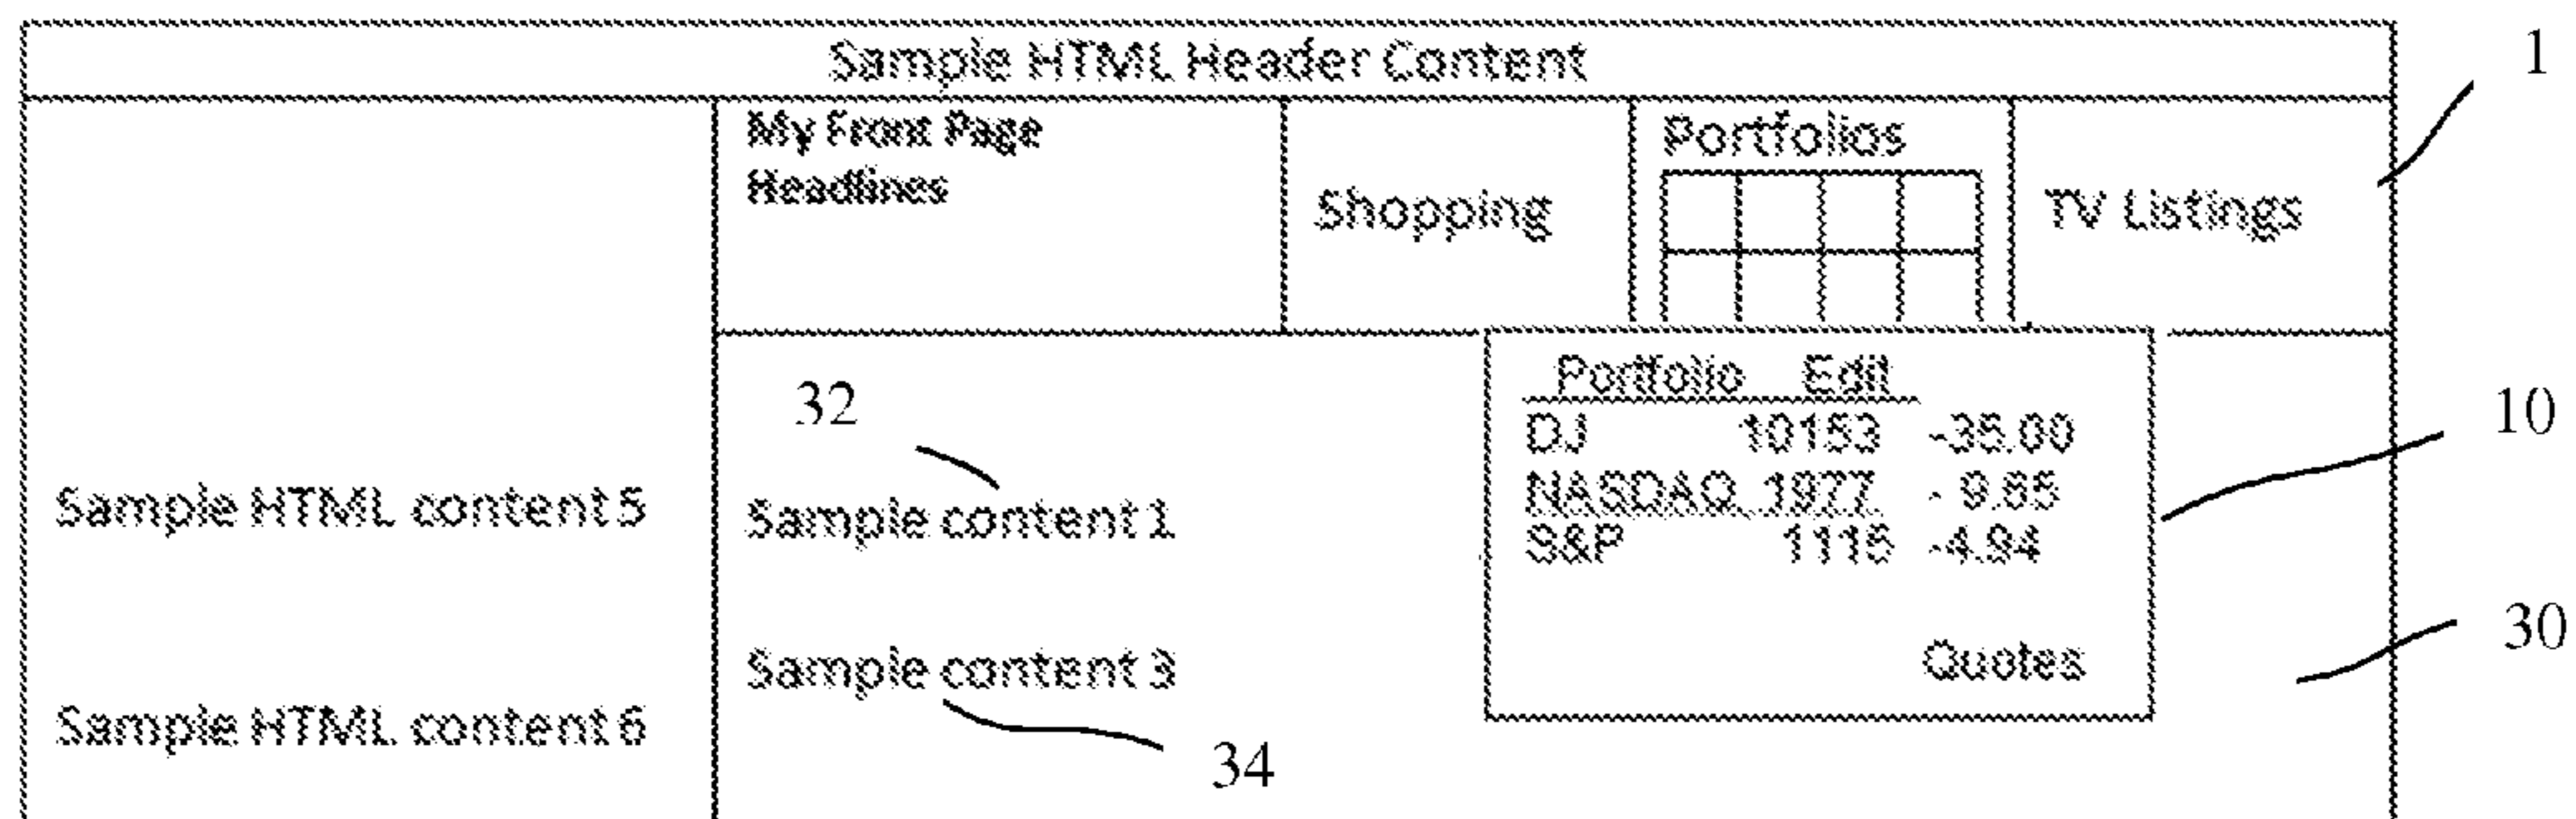 Sample HTML Header Content
1
My Front Page
Headlines
Shopping
Portfolios
TV Listings
Portfolio Edit
DJ 10153 -35.00
NASDAQ 1977 - 9.65
S&P 1116 -4.94
Quotes
10
30
32
Sample content 1
Sample content 3
34
Sample HTML content 5
Sample HTML content 6